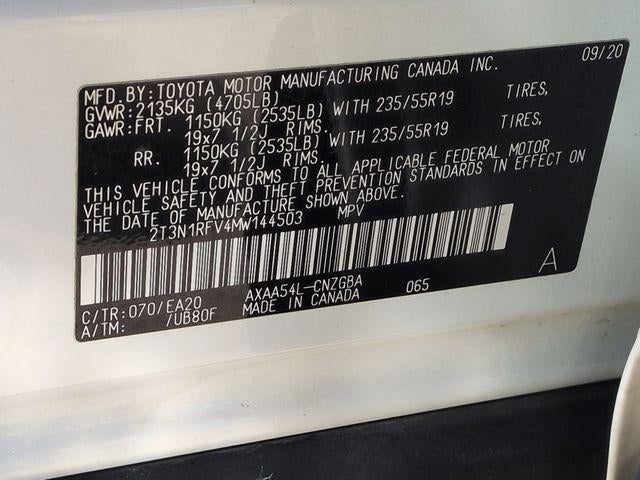 09/20
MFD.BY:TOYOTA MOTOR MANUFACTURING CANADA INC.
GVWR:2135KG (4705LB)
GAWR:FRT. 1150KG (2535LB) WITH 235/55R19 TIRES,
19x7 1/2J RIMS.
RR. 1150KG (2535LB) WITH 235/55R19 TIRES,
19x7 1/2J RIMS.
THIS VEHICLE CONFORMS TO ALL APPLICABLE FEDERAL MOTOR
VEHICLE SAFETY AND THEFT PREVENTION STANDARDS IN EFFECT ON
THE DATE OF MANUFACTURE SHOWN ABOVE.
2T3N1RFV4MW144503 MPV
A
C/TR:070/EA20 AXAA54L-CNZGBA 065
A/TM: /UB80F MADE IN CANADA